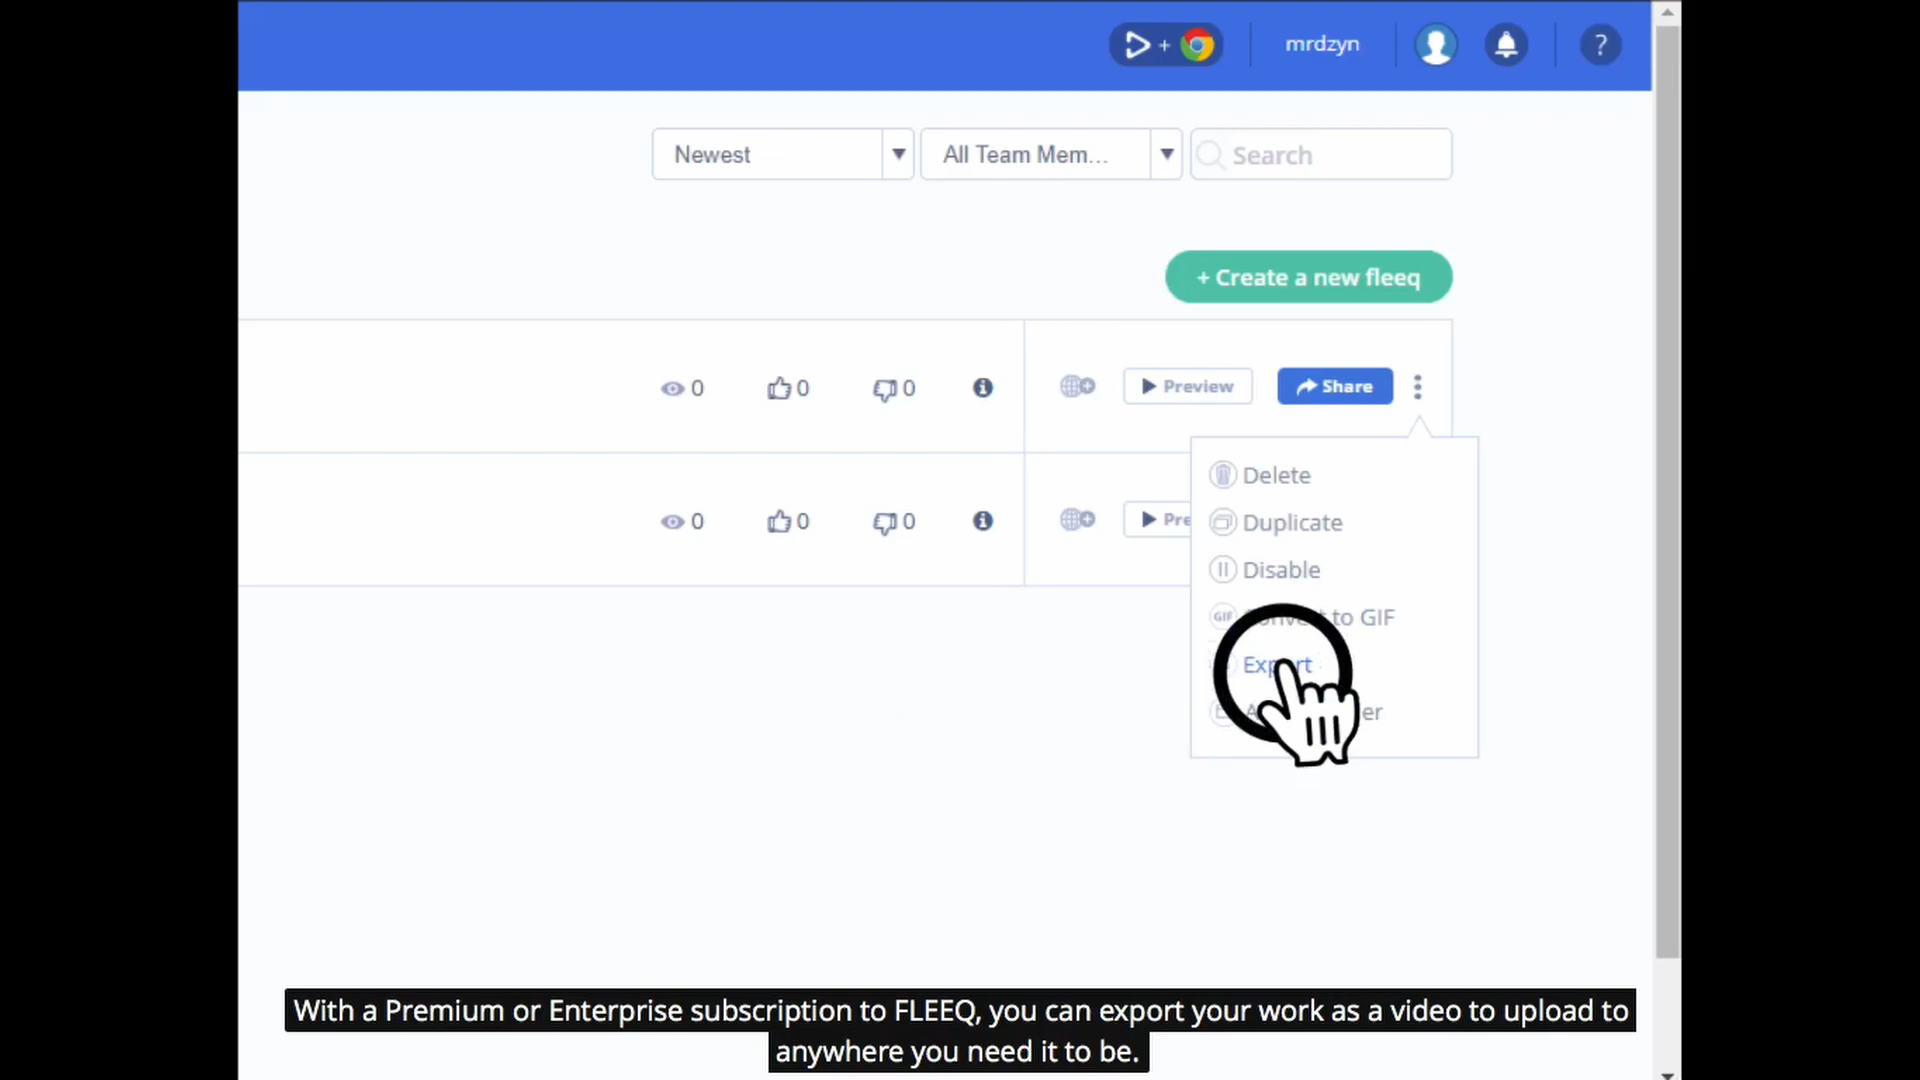 + mrdzyn ?
Newest All Team Mem... Search
+ Create a new fleeq
0 0 0 Preview Share
Delete
0 0 0
Duplicate
Disable
GIF to GIF
Export
With a Premium or Enterprise subscription to FLEEQ, you can export your work as a video to upload to
anywhere you need it to be.